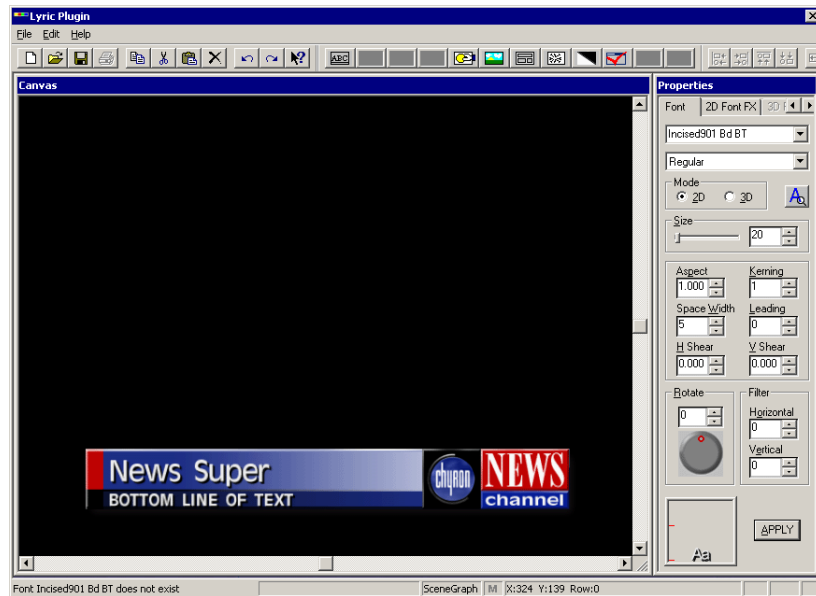 Lyric Plugin
File Edit Help
ABC
Canvas
Properties
Font 2D Font FX 3D F
Incised901 Bd BT
Regular
Mode
2D 3D
A
Size
20
Aspect Kerning
1.000 1
Space Width Leading
5 0
H Shear V Shear
0.000 0.000
Rotate Filter
0 Horizontal
0
Vertical
0
News Super
BOTTOM LINE OF TEXT
chyron
NEWS
channel
Aa
APPLY
Font Incised901 Bd BT does not exist SceneGraph M X:324 Y:139 Row:0